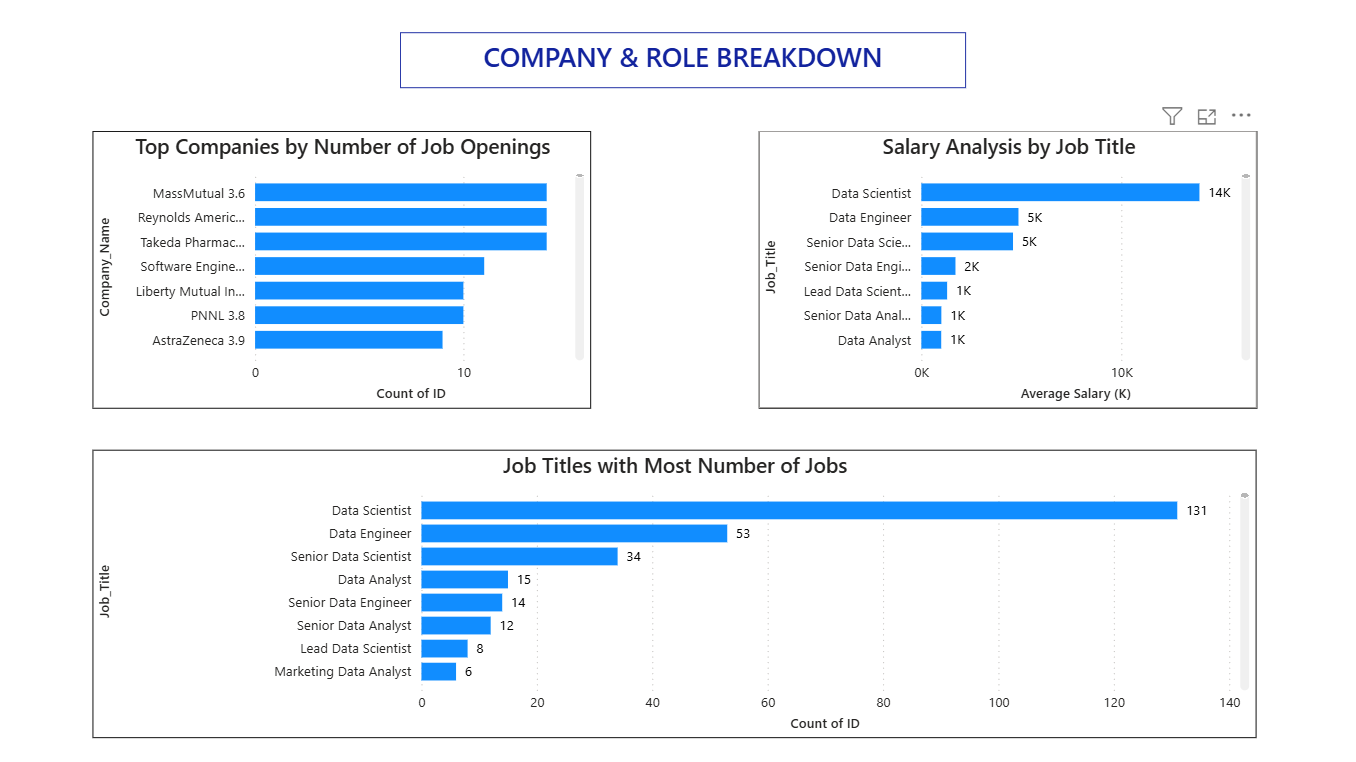 COMPANY & ROLE BREAKDOWN
Top Companies by Number of Job Openings
Company_Name
MassMutual 3.6
Reynolds Americ...
Takeda Pharmac...
Software Engine...
Liberty Mutual In...
PNNL 3.8
AstraZeneca 3.9
0 10
Count of ID
Salary Analysis by Job Title
Job_Title
Data Scientist 14K
Data Engineer 5K
Senior Data Scie... 5K
Senior Data Engi... 2K
Lead Data Scient... 1K
Senior Data Anal... 1K
Data Analyst 1K
0K 10K
Average Salary (K)
Job Titles with Most Number of Jobs
Job_Title
Data Scientist 131
Data Engineer 53
Senior Data Scientist 34
Data Analyst 15
Senior Data Engineer 14
Senior Data Analyst 12
Lead Data Scientist 8
Marketing Data Analyst 6
0 20 40 60 80 100 120 140
Count of ID